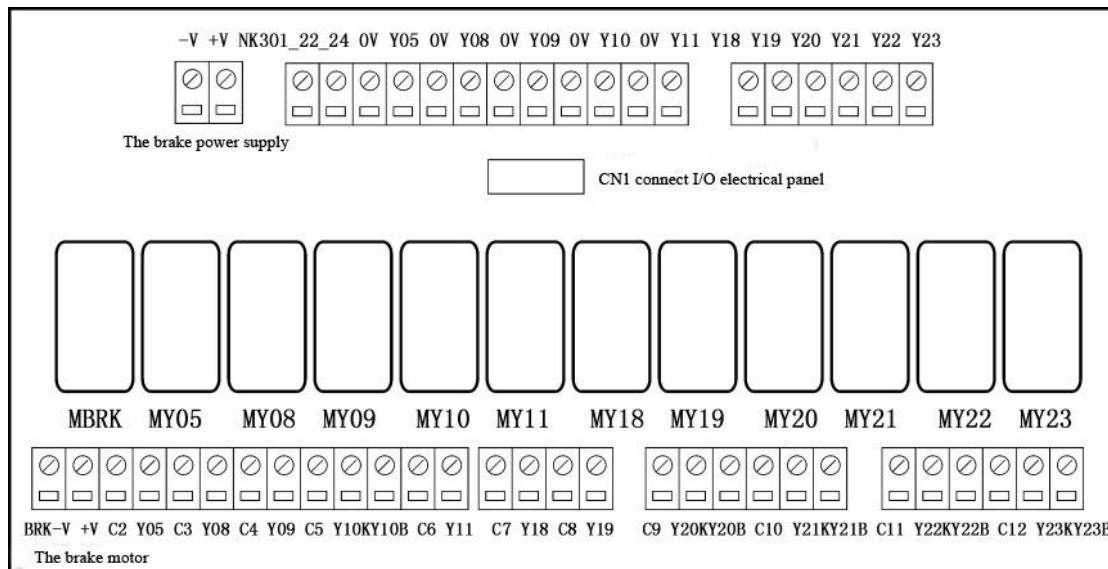 -V +V NK301_22_24 0V Y05 0V Y08 0V Y09 0V Y10 0V Y11 Y18 Y19 Y20 Y21 Y22 Y23
The brake power supply
CN1 connect I/O electrical panel
MBRK MY05 MY08 MY09 MY10 MY11 MY18 MY19 MY20 MY21 MY22 MY23
BRK-V +V C2 Y05 C3 Y08 C4 Y09 C5 Y10KY10B C6 Y11 C7 Y18 C8 Y19 C9 Y20KY20B C10 Y21KY21B C11 Y22KY22B C12 Y23KY23B
The brake motor